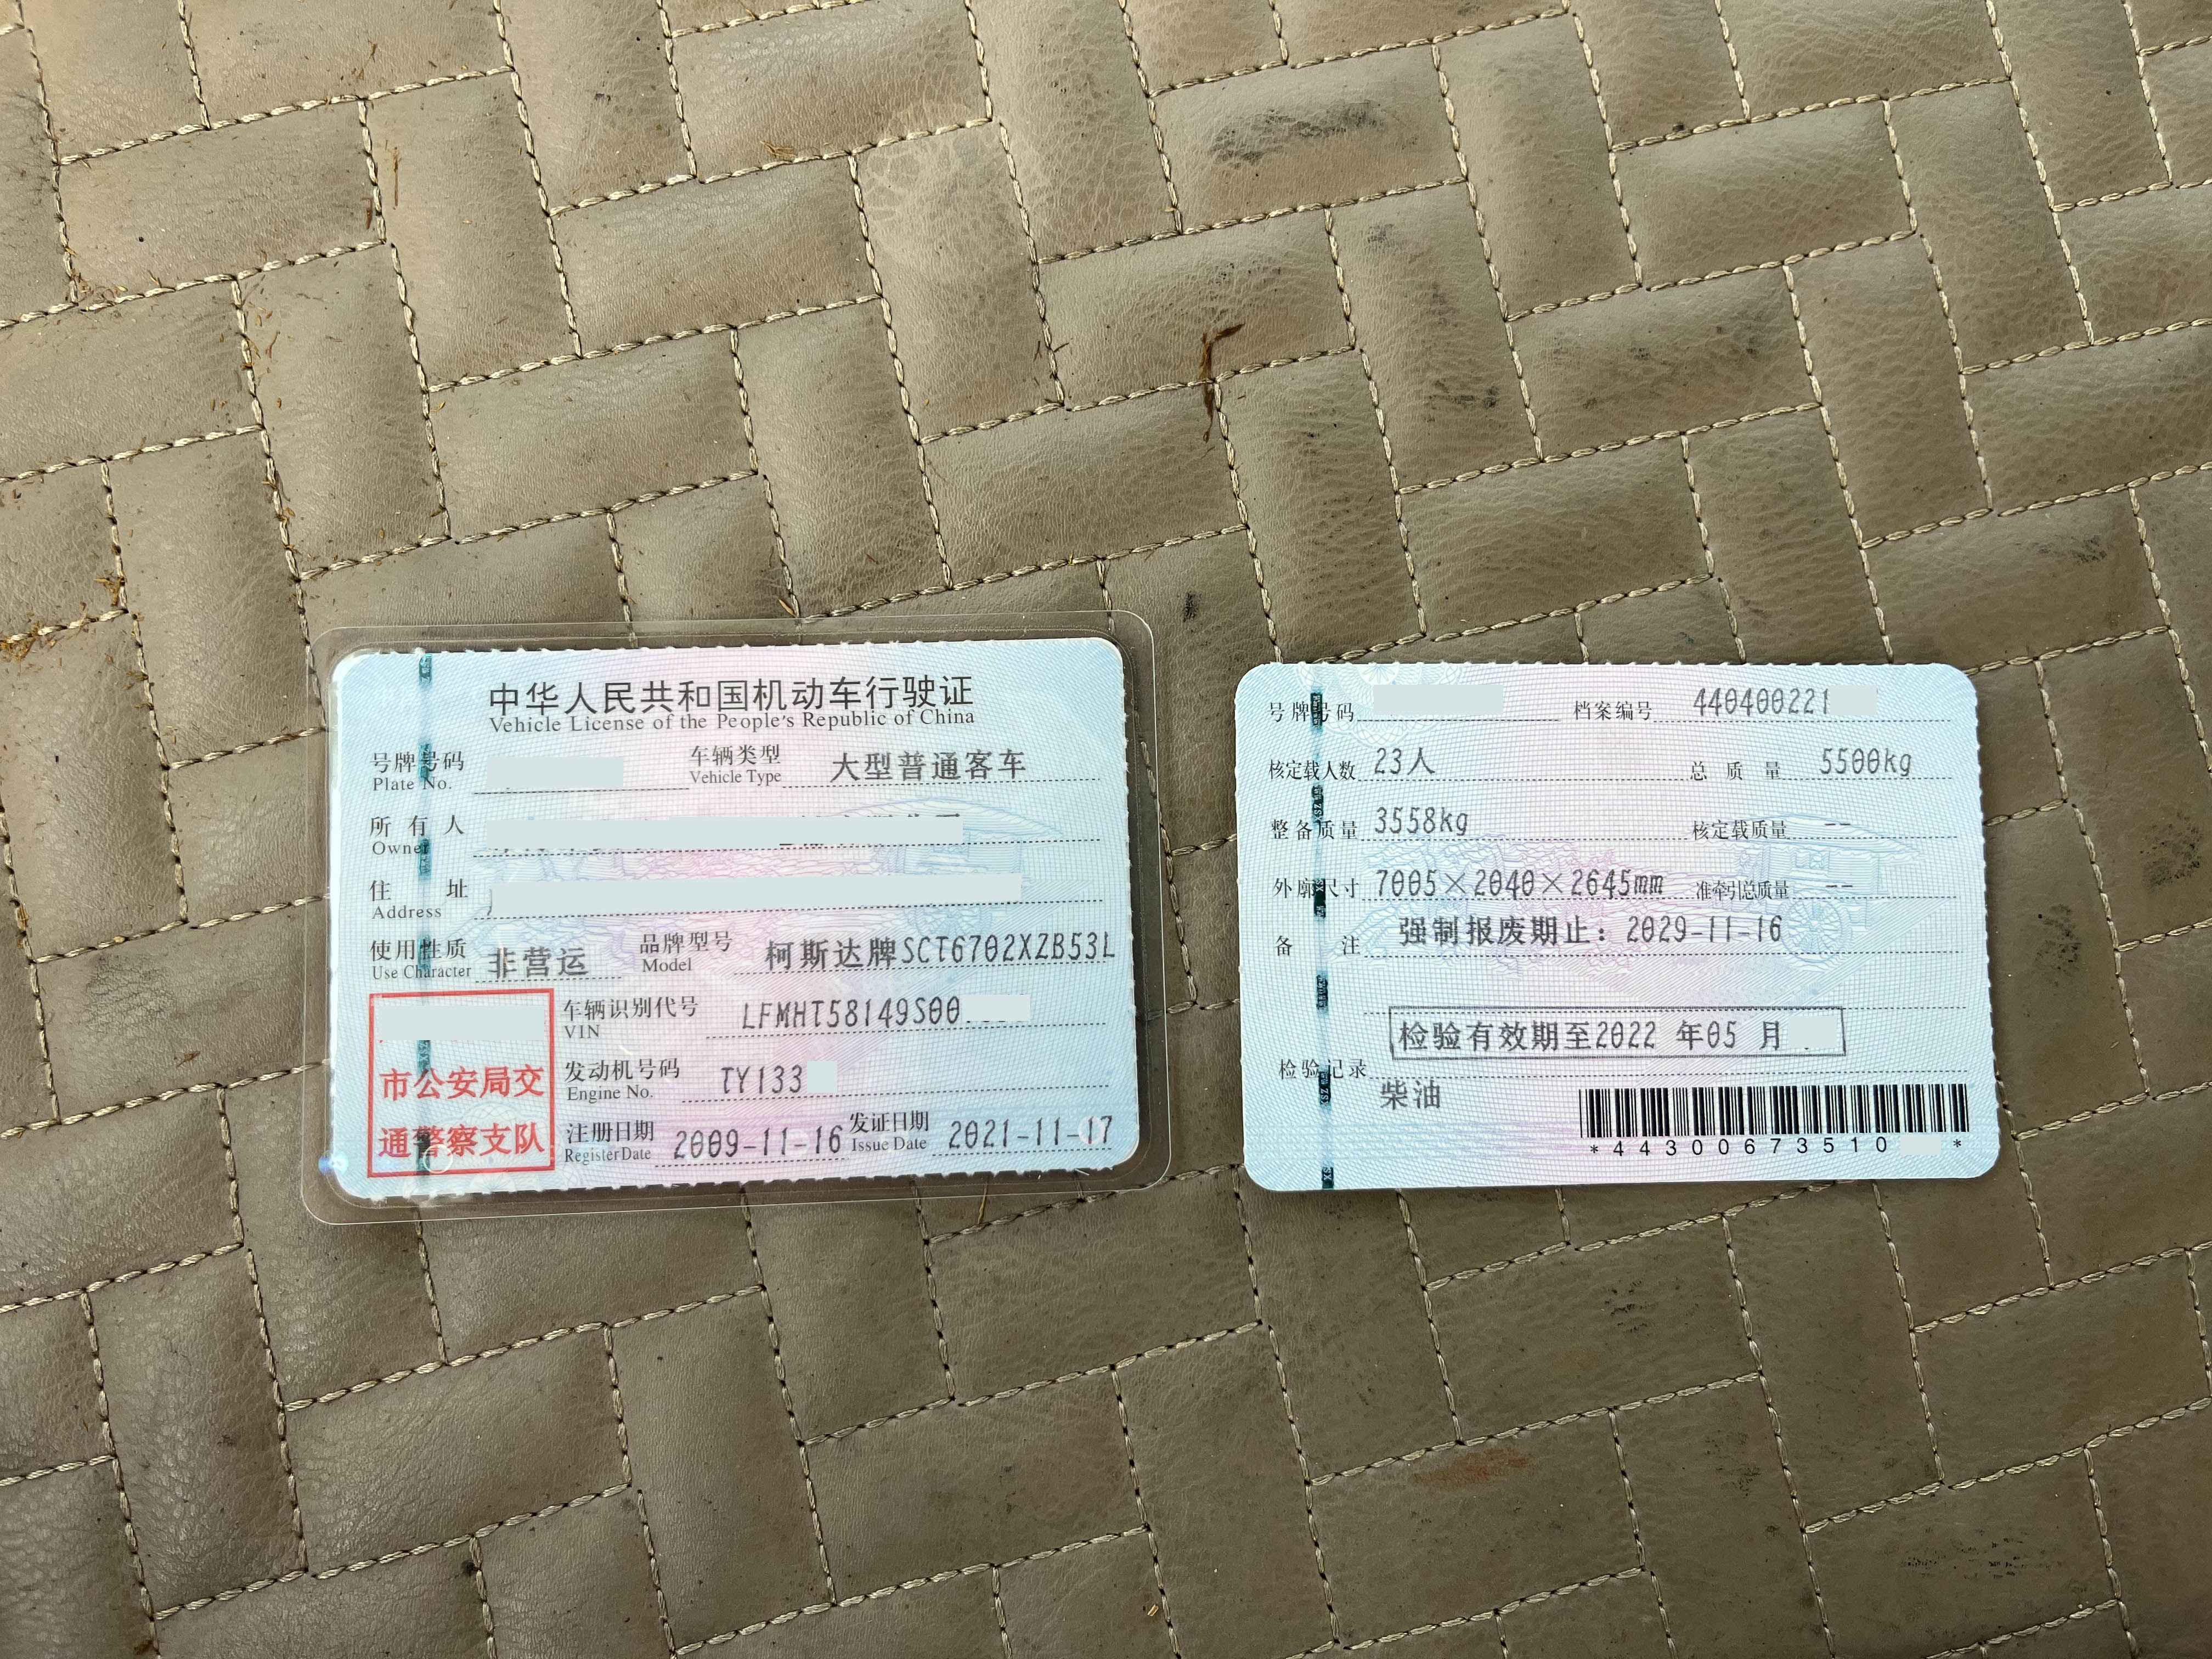 中华人民共和国机动车行驶证
Vehicle License of the People's Republic of China
号牌号码 车辆类型 大型普通客车
Plate No. Vehicle Type
所有人
Owner
住址
Address
使用性质 非营运 品牌型号 柯斯达牌SCT6702XZB53L
Use Character Model
市公安局交
通警察支队
车辆识别代号 LFMHT58149S00
VIN
发动机号码 TY133
Engine No.
注册日期 2009-11-16 发证日期 2021-11-17
Register Date Issue Date
号牌号码 档案编号 440400221
核定载人数 23人 总质量 5500kg
整备质量 3558kg 核定载质量 --
外廓尺寸 7005×2040×2645mm 准牵引总质量 --
备注 强制报废期止：2029-11-16
检验有效期至2022 年05 月
检验记录
柴油
*4430067351 0 *